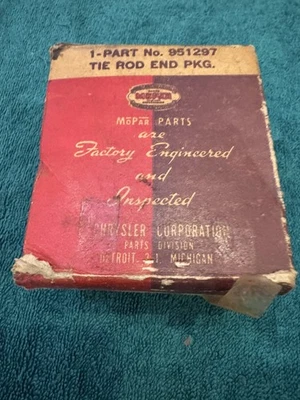 1-PART No. 951297
TIE ROD END PKG.
MOPAR
MOPAR PARTS
are
Factory Engineered
and
Inspected
CHRYSLER CORPORATION
PARTS DIVISION
DETROIT 31, MICHIGAN